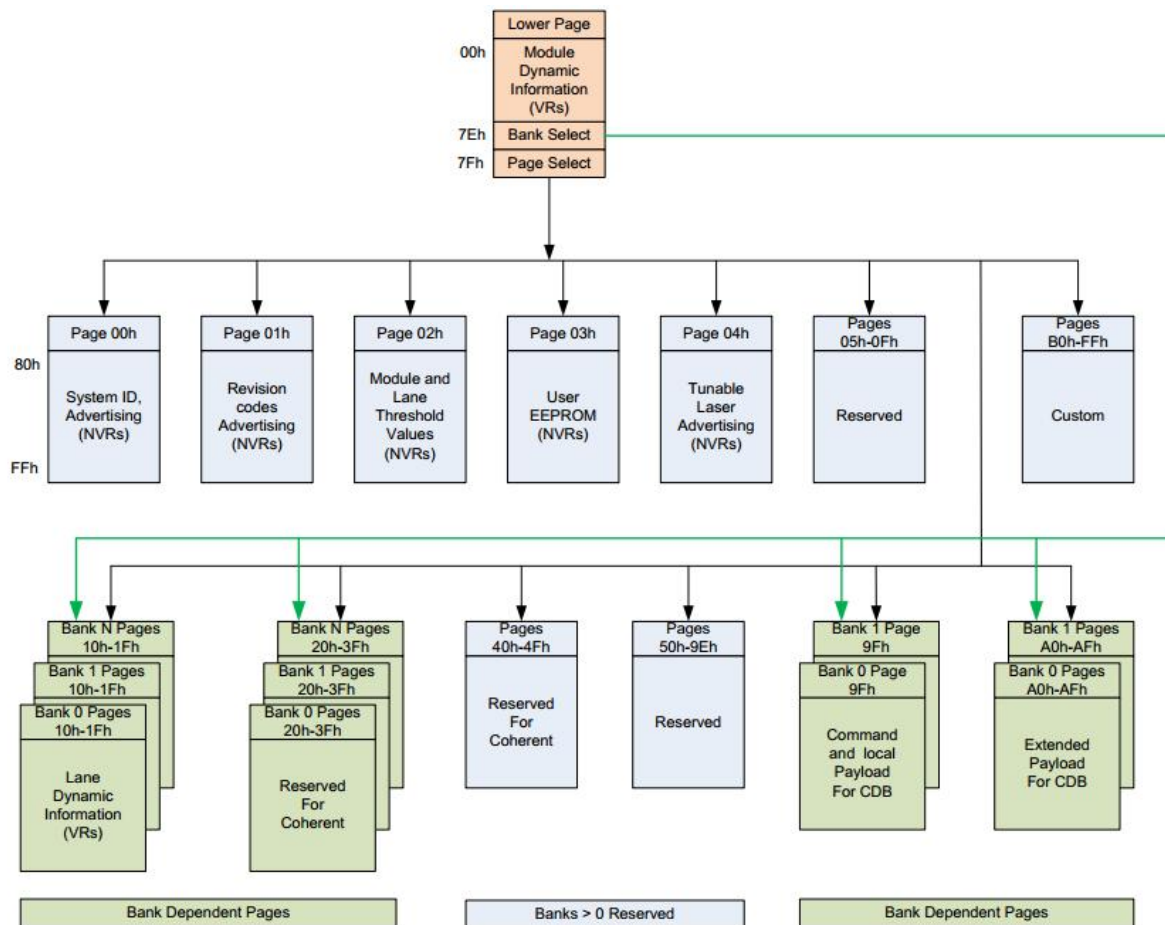 Lower Page
00h
Module
Dynamic
Information
(VRs)
7Eh
Bank Select
7Fh
Page Select
Page 00h
80h
System ID,
Advertising
(NVRs)
FFh
Page 01h
Revision
codes
Advertising
(NVRs)
Page 02h
Module and
Lane
Threshold
Values
(NVRs)
Page 03h
User
EEPROM
(NVRs)
Page 04h
Tunable
Laser
Advertising
(NVRs)
Pages
05h-0Fh
Reserved
Pages
B0h-FFh
Custom
Bank N Pages
10h-1Fh
Bank 1 Pages
10h-1Fh
Bank 0 Pages
10h-1Fh
Lane
Dynamic
Information
(VRs)
Bank N Pages
20h-3Fh
Bank 1 Pages
20h-3Fh
Bank 0 Pages
20h-3Fh
Reserved
For
Coherent
Pages
40h-4Fh
Reserved
For
Coherent
Pages
50h-9Eh
Reserved
Bank 1 Page
9Fh
Bank 0 Page
9Fh
Command
and local
Payload
For CDB
Bank 1 Pages
A0h-AFh
Bank 0 Pages
A0h-AFh
Extended
Payload
For CDB
Bank Dependent Pages
Banks > 0 Reserved
Bank Dependent Pages